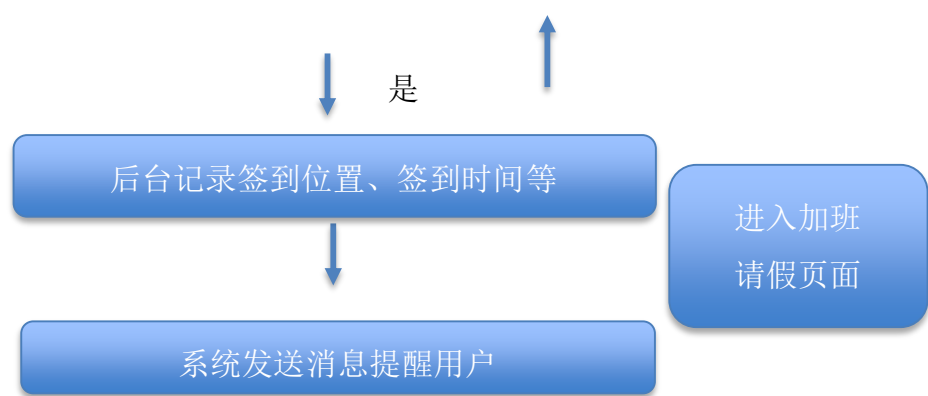 是
后台记录签到位置、签到时间等
进入加班
请假页面
系统发送消息提醒用户